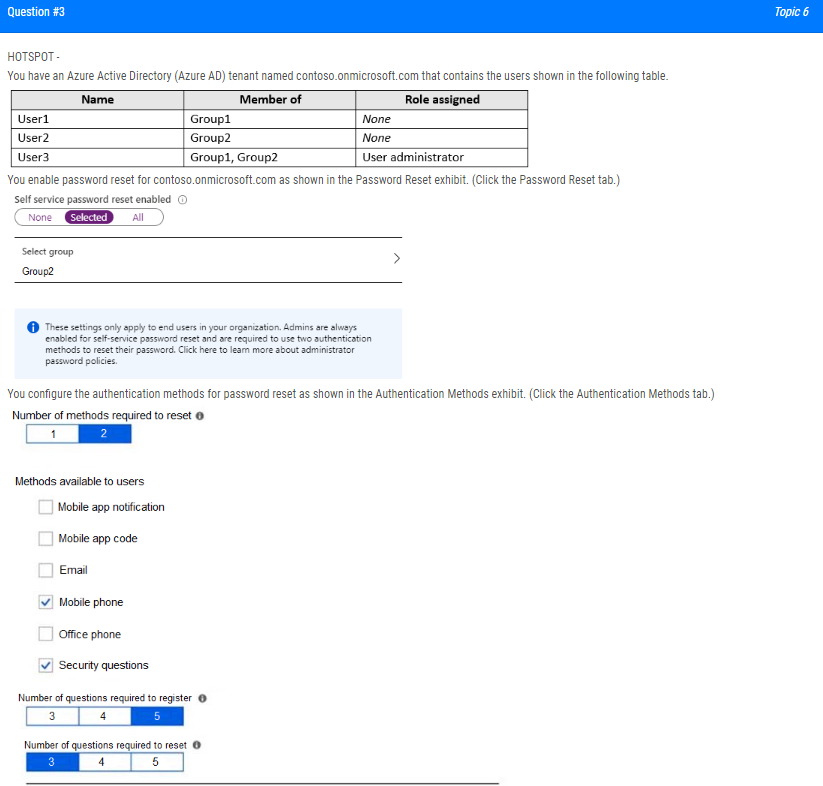 Question #3 Topic 6
HOTSPOT -
You have an Azure Active Directory (Azure AD) tenant named contoso.onmicrosoft.com that contains the users shown in the following table.
Name Member of Role assigned
User1 Group1 None
User2 Group2 None
User3 Group1, Group2 User administrator
You enable password reset for contoso.onmicrosoft.com as shown in the Password Reset exhibit. (Click the Password Reset tab.)
Self service password reset enabled
None Selected All
Select group
Group2
These settings only apply to end users in your organization. Admins are always
enabled for self-service password reset and are required to use two authentication
methods to reset their password. Click here to learn more about administrator
password policies.
You configure the authentication methods for password reset as shown in the Authentication Methods exhibit. (Click the Authentication Methods tab.)
Number of methods required to reset
1 2
Methods available to users
Mobile app notification
Mobile app code
Email
Mobile phone
Office phone
Security questions
Number of questions required to register
3 4 5
Number of questions required to reset
3 4 5